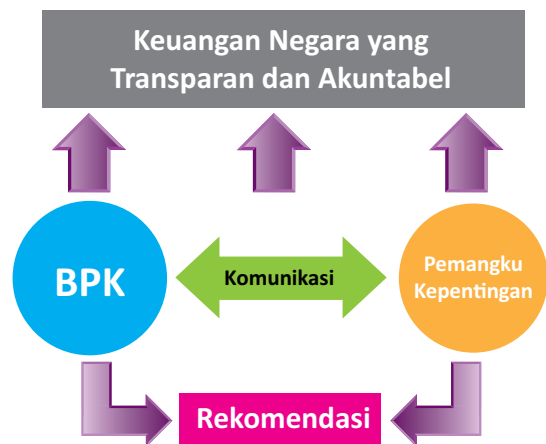 Keuangan Negara yang
Transparan dan Akuntabel
BPK
Komunikasi
Pemangku
Kepentingan
Rekomendasi